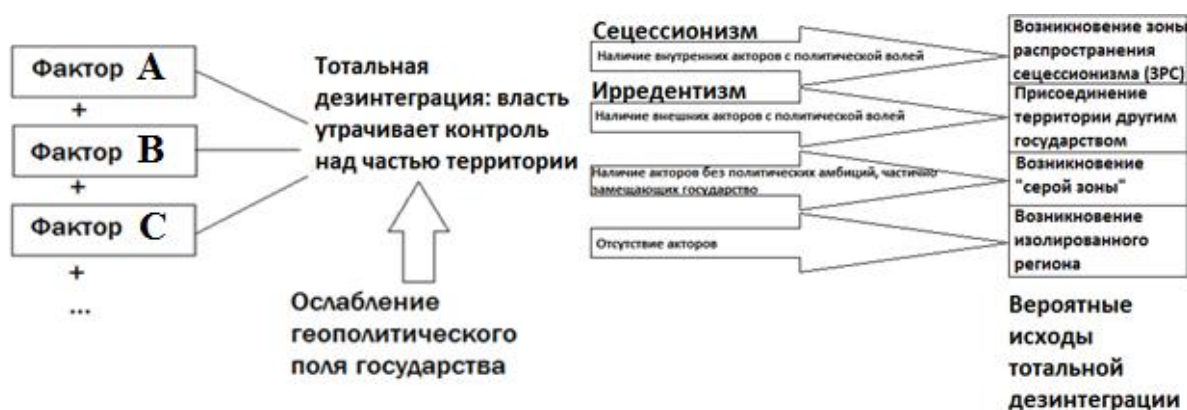 Фактор A
+
Фактор B
+
Фактор C
+
...
Тотальная
дезинтеграция: власть
утрачивает контроль
над частью территории
Ослабление
геополитического
поля государства
Сецессионизм
Наличие внутренних акторов с политической волей
Ирредентизм
Наличие внешних акторов с политической волей
Наличие акторов без политических амбиций, частично
замещающих государство
Отсутствие акторов
Возникновение зоны
распространения
сецессионизма (ЗРС)
Присоединение
территории другим
государством
Возникновение
"серой зоны"
Возникновение
изолированного
региона
Вероятные
исходы
тотальной
дезинтеграции